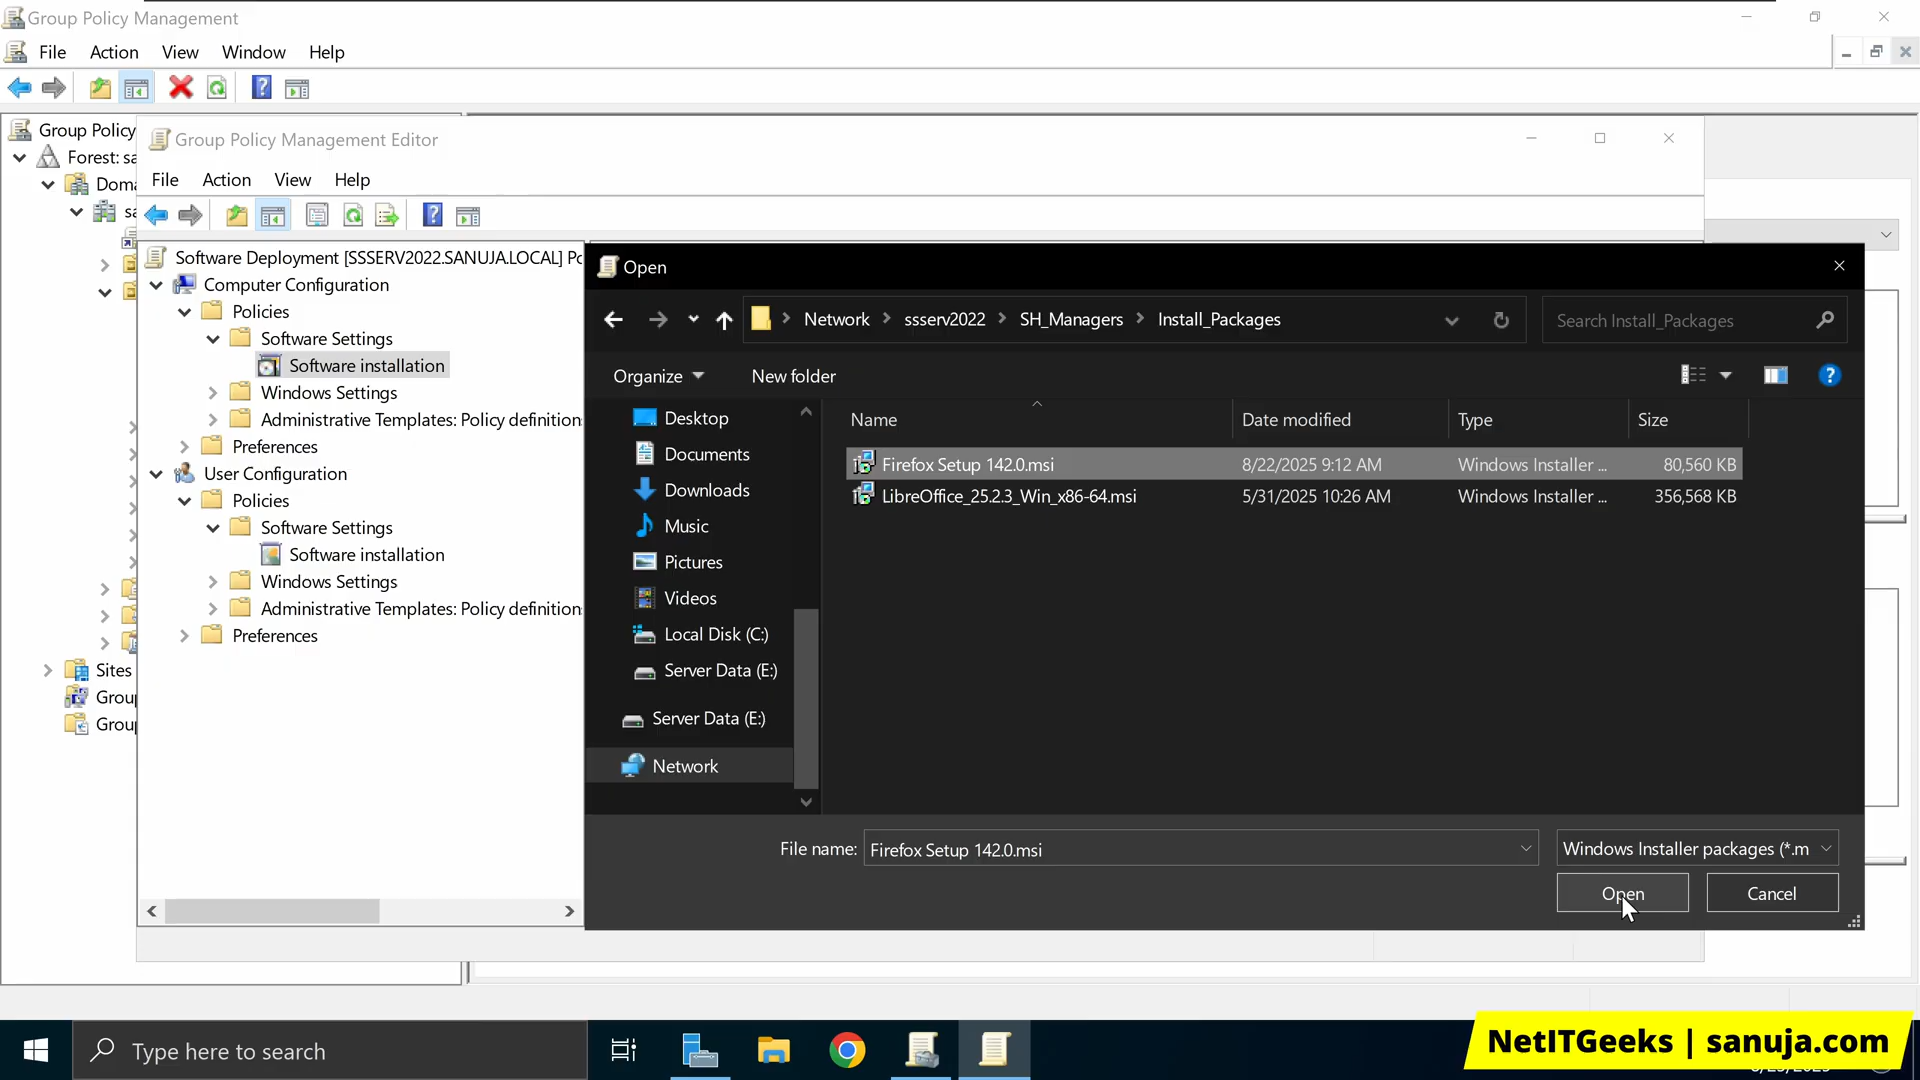 Group Policy Management
File Action View Window Help
Group Policy
Forest: sa
Doma
sa
Sites
Group
Group
Group Policy Management Editor
File Action View Help
Software Deployment [SSSERV2022.SANUJA.LOCAL] Po
Computer Configuration
Policies
Software Settings
Software installation
Windows Settings
Administrative Templates: Policy definition
Preferences
User Configuration
Policies
Software Settings
Software installation
Windows Settings
Administrative Templates: Policy definition
Preferences
Open
Network ssserv2022 SH_Managers Install_Packages
Search Install_Packages
Organize New folder
Desktop
Documents
Downloads
Music
Pictures
Videos
Local Disk (C:)
Server Data (E:)
Server Data (E:)
Network
Name Date modified Type Size
Firefox Setup 142.0.msi 8/22/2025 9:12 AM Windows Installer ... 80,560 KB
LibreOffice_25.2.3_Win_x86-64.msi 5/31/2025 10:26 AM Windows Installer ... 356,568 KB
File name: Firefox Setup 142.0.msi Windows Installer packages (*.m
Open Cancel
Type here to search
NetITGeeks | sanuja.com